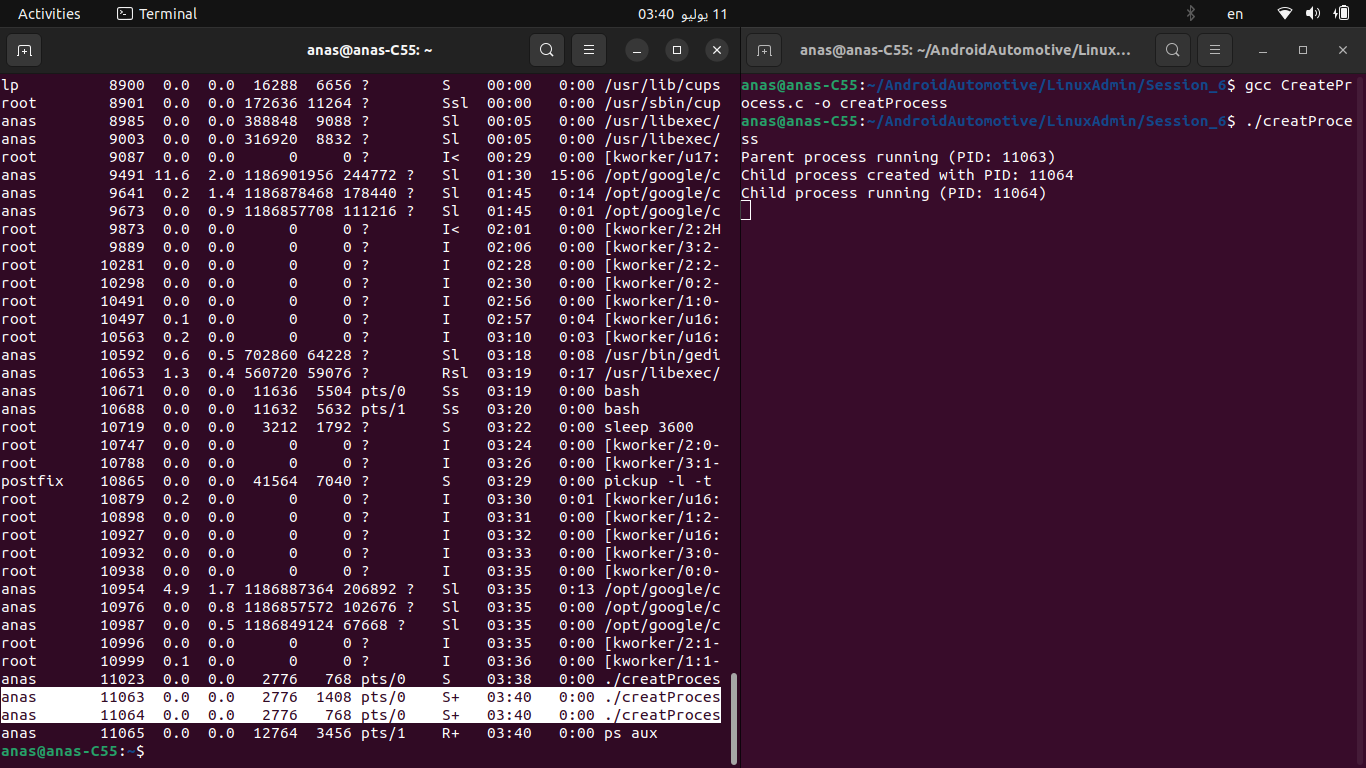 Activities Terminal 11 يوليو 03:40 en
anas@anas-C55: ~
lp 8900 0.0 0.0 16288 6656 ? S 00:00 0:00 /usr/lib/cups
root 8901 0.0 0.0 172636 11264 ? Ssl 00:00 0:00 /usr/sbin/cup
anas 8985 0.0 0.0 388848 9088 ? Sl 00:05 0:00 /usr/libexec/
anas 9003 0.0 0.0 316920 8832 ? Sl 00:05 0:00 /usr/libexec/
root 9087 0.0 0.0 0 0 ? I< 00:29 0:00 [kworker/u17:
anas 9491 11.6 2.0 1186901956 244772 ? Sl 01:30 15:06 /opt/google/c
anas 9641 0.2 1.4 1186878468 178440 ? Sl 01:45 0:14 /opt/google/c
anas 9673 0.0 0.9 1186857708 111216 ? Sl 01:45 0:01 /opt/google/c
root 9873 0.0 0.0 0 0 ? I< 02:01 0:00 [kworker/2:2H
root 9889 0.0 0.0 0 0 ? I 02:06 0:00 [kworker/3:2-
root 10281 0.0 0.0 0 0 ? I 02:28 0:00 [kworker/2:2-
root 10298 0.0 0.0 0 0 ? I 02:30 0:00 [kworker/0:2-
root 10491 0.0 0.0 0 0 ? I 02:56 0:00 [kworker/1:0-
root 10497 0.1 0.0 0 0 ? I 02:57 0:04 [kworker/u16:
root 10563 0.2 0.0 0 0 ? I 03:10 0:03 [kworker/u16:
anas 10592 0.6 0.5 702860 64228 ? Sl 03:18 0:08 /usr/bin/gedi
anas 10653 1.3 0.4 560720 59076 ? Rsl 03:19 0:17 /usr/libexec/
anas 10671 0.0 0.0 11636 5504 pts/0 Ss 03:19 0:00 bash
anas 10688 0.0 0.0 11632 5632 pts/1 Ss 03:20 0:00 bash
root 10719 0.0 0.0 3212 1792 ? S 03:22 0:00 sleep 3600
root 10747 0.0 0.0 0 0 ? I 03:24 0:00 [kworker/2:0-
root 10788 0.0 0.0 0 0 ? I 03:26 0:00 [kworker/3:1-
postfix 10865 0.0 0.0 41564 7040 ? S 03:29 0:00 pickup -l -t
root 10879 0.2 0.0 0 0 ? I 03:30 0:01 [kworker/u16:
root 10898 0.0 0.0 0 0 ? I 03:31 0:00 [kworker/1:2-
root 10927 0.0 0.0 0 0 ? I 03:32 0:00 [kworker/u16:
root 10932 0.0 0.0 0 0 ? I 03:33 0:00 [kworker/3:0-
root 10938 0.0 0.0 0 0 ? I 03:35 0:00 [kworker/0:0-
anas 10954 4.9 1.7 1186887364 206892 ? Sl 03:35 0:13 /opt/google/c
anas 10976 0.0 0.8 1186857572 102676 ? Sl 03:35 0:00 /opt/google/c
anas 10987 0.0 0.5 1186849124 67668 ? Sl 03:35 0:00 /opt/google/c
root 10996 0.0 0.0 0 0 ? I 03:35 0:00 [kworker/2:1-
root 10999 0.1 0.0 0 0 ? I 03:36 0:00 [kworker/1:1-
anas 11023 0.0 0.0 2776 768 pts/0 S 03:38 0:00 ./creatProces
anas 11063 0.0 0.0 2776 1408 pts/0 S+ 03:40 0:00 ./creatProces
anas 11064 0.0 0.0 2776 768 pts/0 S+ 03:40 0:00 ./creatProces
anas 11065 0.0 0.0 12764 3456 pts/1 R+ 03:40 0:00 ps aux
anas@anas-C55:~$
anas@anas-C55: ~/AndroidAutomotive/Linux...
anas@anas-C55:~/AndroidAutomotive/LinuxAdmin/Session_6$ gcc CreatePr
ocess.c -o creatProcess
anas@anas-C55:~/AndroidAutomotive/LinuxAdmin/Session_6$ ./creatProce
ss
Parent process running (PID: 11063)
Child process created with PID: 11064
Child process running (PID: 11064)